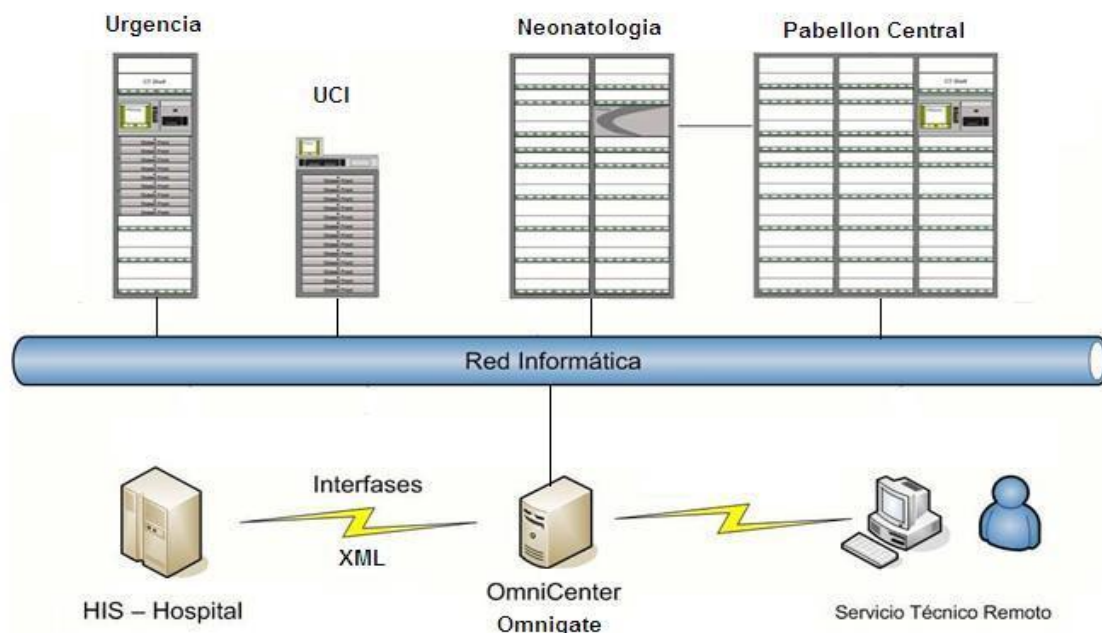 Urgencia
UCI
Neonatologia
Pabellon Central
Red Informática
Interfases
XML
HIS – Hospital
OmniCenter
Omnigate
Servicio Técnico Remoto